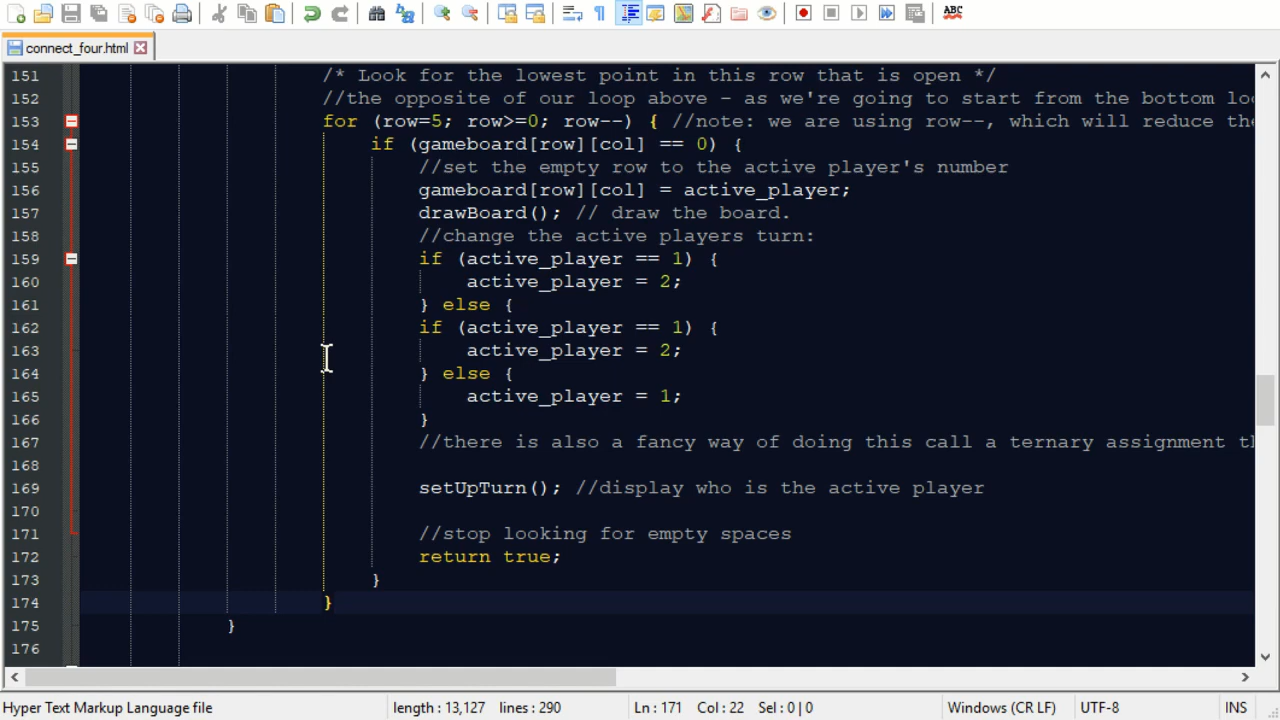 ABC
connect_four.html
151 /* Look for the lowest point in this row that is open */
152 //the opposite of our loop above - as we're going to start from the bottom
153 for (row=5; row>=0; row--) { //note: we are using row--, which will reduce
154 if (gameboard[row][col] == 0) {
155 //set the empty row to the active player's number
156 gameboard[row][col] = active_player;
157 drawBoard(); // draw the board.
158 //change the active players turn:
159 if (active_player == 1) {
160 active_player = 2;
161 } else {
162 if (active_player == 1) {
163 active_player = 2;
164 } else {
165 active_player = 1;
166 }
167 //there is also a fancy way of doing this call a ternary assignment
168
169 setUpTurn(); //display who is the active player
170
171 //stop looking for empty spaces
172 return true;
173 }
174 }
175 }
176
Hyper Text Markup Language file length : 13,127 lines : 290 Ln : 171 Col : 22 Sel : 0 | 0 Windows (CR LF) UTF-8 INS